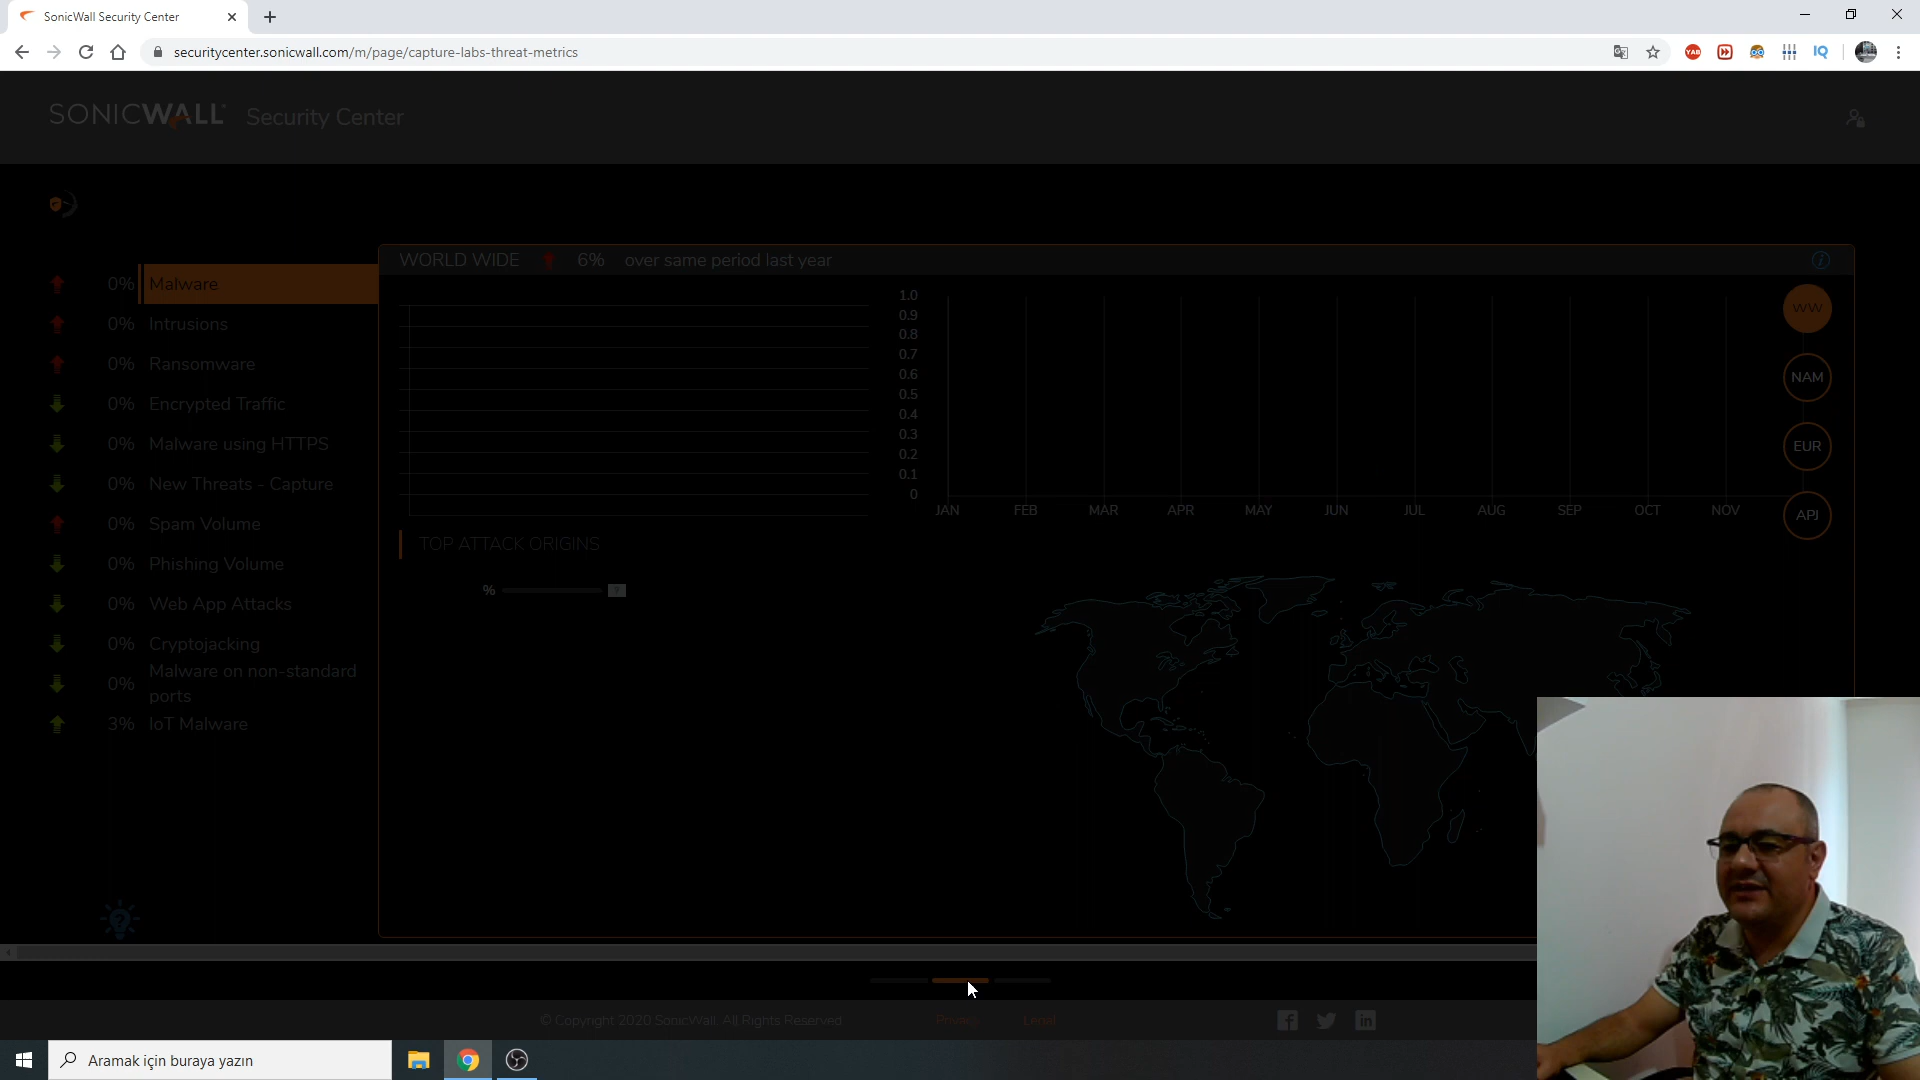 SonicWall Security Center
securitycenter.sonicwall.com/m/page/capture-labs-threat-metrics
YAB
IQ
SONICWALL Security Center
WORLD WIDE 6% over same period last year
0% Malware
0% Intrusions
0% Ransomware
0% Encrypted Traffic
0% Malware using HTTPS
0% New Threats - Capture
0% Spam Volume
0% Phishing Volume
0% Web App Attacks
0% Cryptojacking
0% Malware on non-standard
ports
3% IoT Malware
1.0
0.9
0.8
0.7
0.6
0.5
0.4
0.3
0.2
0.1
0
JAN FEB MAR APR MAY JUN JUL AUG SEP OCT NOV
WW
NAM
EUR
APJ
TOP ATTACK ORIGINS
%
© Copyright 2020 SonicWall. All Rights Reserved
Privacy
Legal
Aramak için buraya yazın